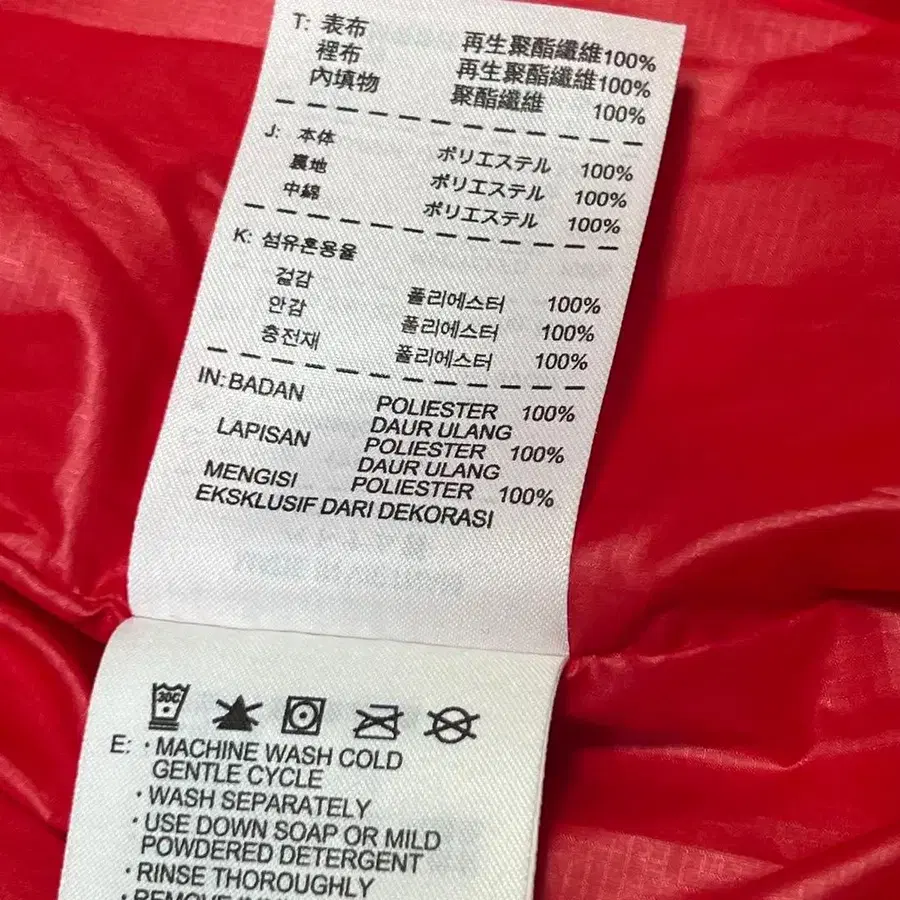 T: 表布 再生聚酯纖維100%
裡布 再生聚酯纖維100%
內填物 聚酯纖維 100%
J: 本体 ポリエステル 100%
裏地 ポリエステル 100%
中綿 ポリエステル 100%
K: 섬유혼용율
겉감 폴리에스터 100%
안감 폴리에스터 100%
충전재 폴리에스터 100%
IN: BADAN POLIESTER 100%
DAUR ULANG
LAPISAN POLIESTER 100%
DAUR ULANG
MENGISI POLIESTER 100%
EKSKLUSIF DARI DEKORASI
30C
E: · MACHINE WASH COLD
GENTLE CYCLE
· WASH SEPARATELY
· USE DOWN SOAP OR MILD
POWDERED DETERGENT
· RINSE THOROUGHLY
· REMOVE